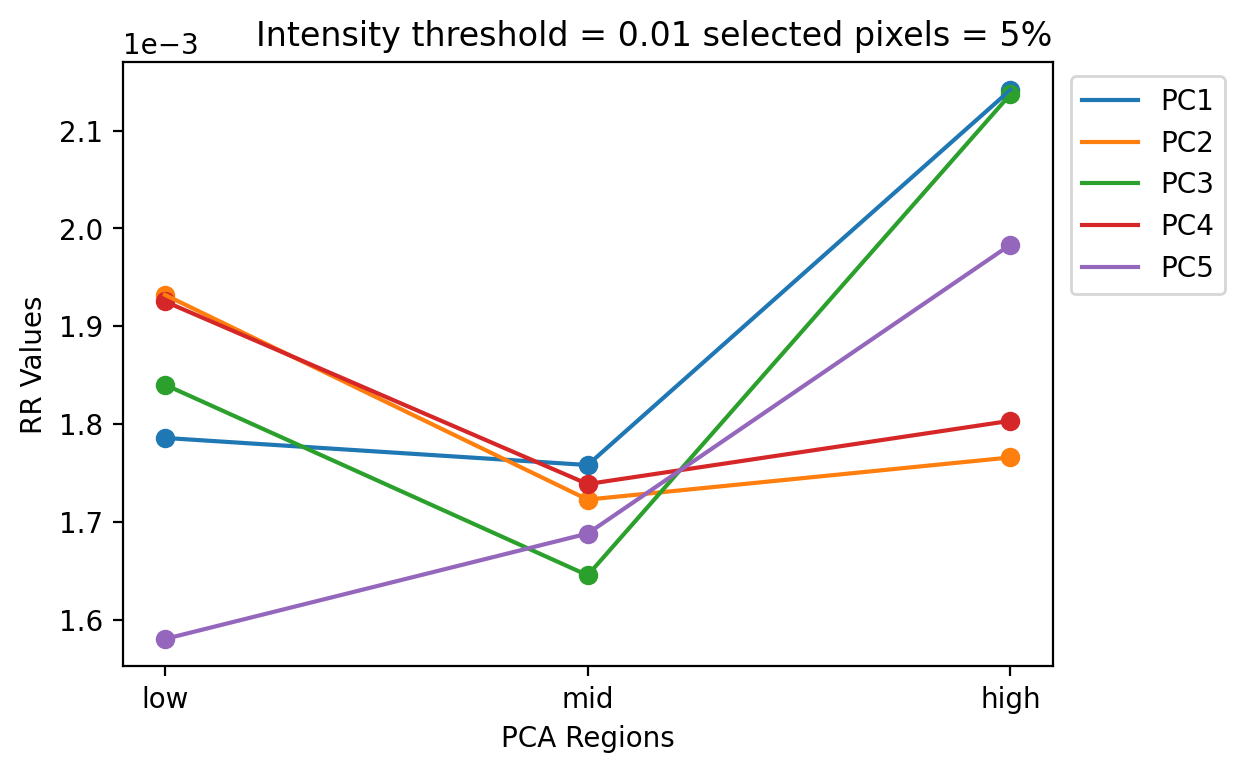 Intensity threshold = 0.01 selected pixels = 5%
1e−3
2.1
2.0
1.9
1.8
1.7
1.6
RR Values
low mid high
PCA Regions
PC1
PC2
PC3
PC4
PC5